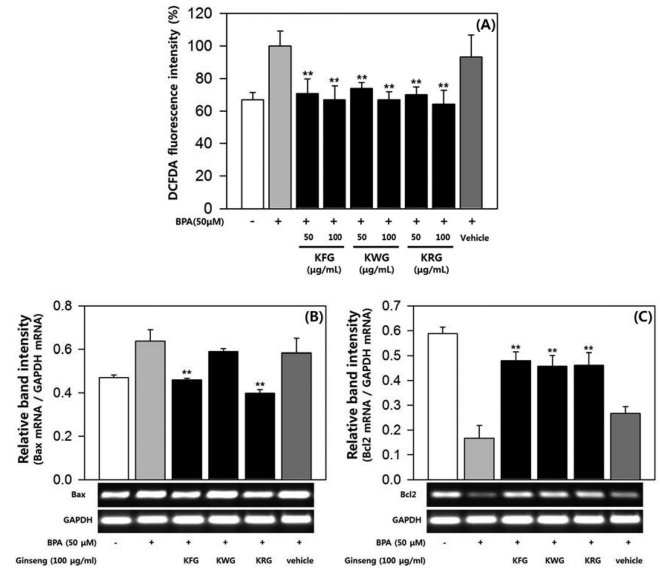 (A)
DCFDA fluorescence intensity (%)
120
100
80
60
40
20
0
** ** ** ** ** **
BPA(50μM) - + + + + + + + +
50 100 50 100 50 100 Vehicle
KFG KWG KRG
(μg/mL) (μg/mL) (μg/mL)
(B)
Relative band intensity
(Bax mRNA / GAPDH mRNA)
0.8
0.6
0.4
0.2
0.0
** **
Bax
GAPDH
BPA (50 μM) - + + + + +
Ginseng (100 μg/ml) KFG KWG KRG vehicle
(C)
Relative band intensity
(Bcl2 mRNA / GAPDH mRNA)
0.7
0.6
0.5
0.4
0.3
0.2
0.1
0.0
** ** **
Bcl2
GAPDH
BPA (50 μM) - + + + + +
Ginseng (100 μg/ml) KFG KWG KRG vehicle